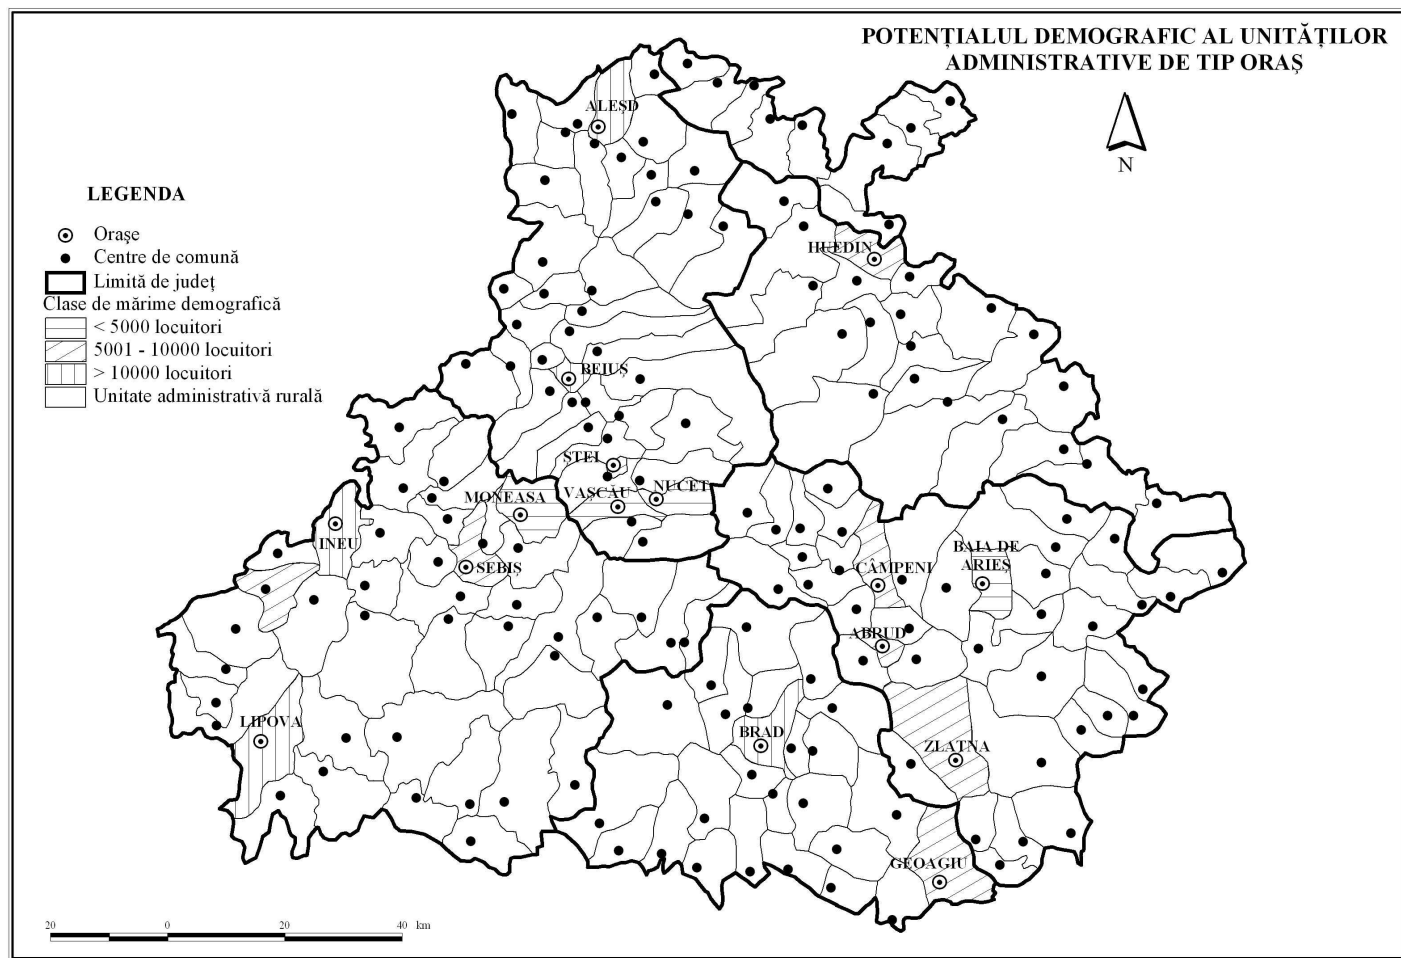 POTENȚIALUL DEMOGRAFIC AL UNITĂȚILOR
ADMINISTRATIVE DE TIP ORAȘ
N
LEGENDA
Orașe
Centre de comună
Limită de județ
Clase de mărime demografică
< 5000 locuitori
5001 - 10000 locuitori
> 10000 locuitori
Unitate administrativă rurală
ALEȘD
HUEDIN
BEIUȘ
ȘTEI
MONEASA
VAȘCĂU
NUCET
INEU
SEBIȘ
CÂMPENI
BAIA DE
ARIEȘ
ABRUD
LIPOVA
BRAD
ZLATNA
GEOAGIU
20 0 20 40 km